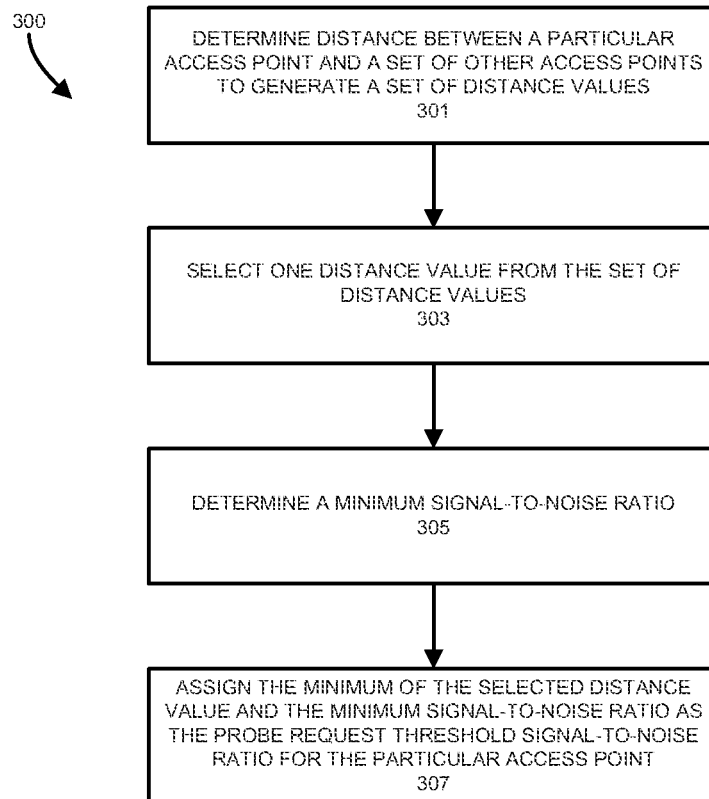 300
DETERMINE DISTANCE BETWEEN A PARTICULAR
ACCESS POINT AND A SET OF OTHER ACCESS POINTS
TO GENERATE A SET OF DISTANCE VALUES
301
SELECT ONE DISTANCE VALUE FROM THE SET OF
DISTANCE VALUES
303
DETERMINE A MINIMUM SIGNAL-TO-NOISE RATIO
305
ASSIGN THE MINIMUM OF THE SELECTED DISTANCE
VALUE AND THE MINIMUM SIGNAL-TO-NOISE RATIO AS
THE PROBE REQUEST THRESHOLD SIGNAL-TO-NOISE
RATIO FOR THE PARTICULAR ACCESS POINT
307